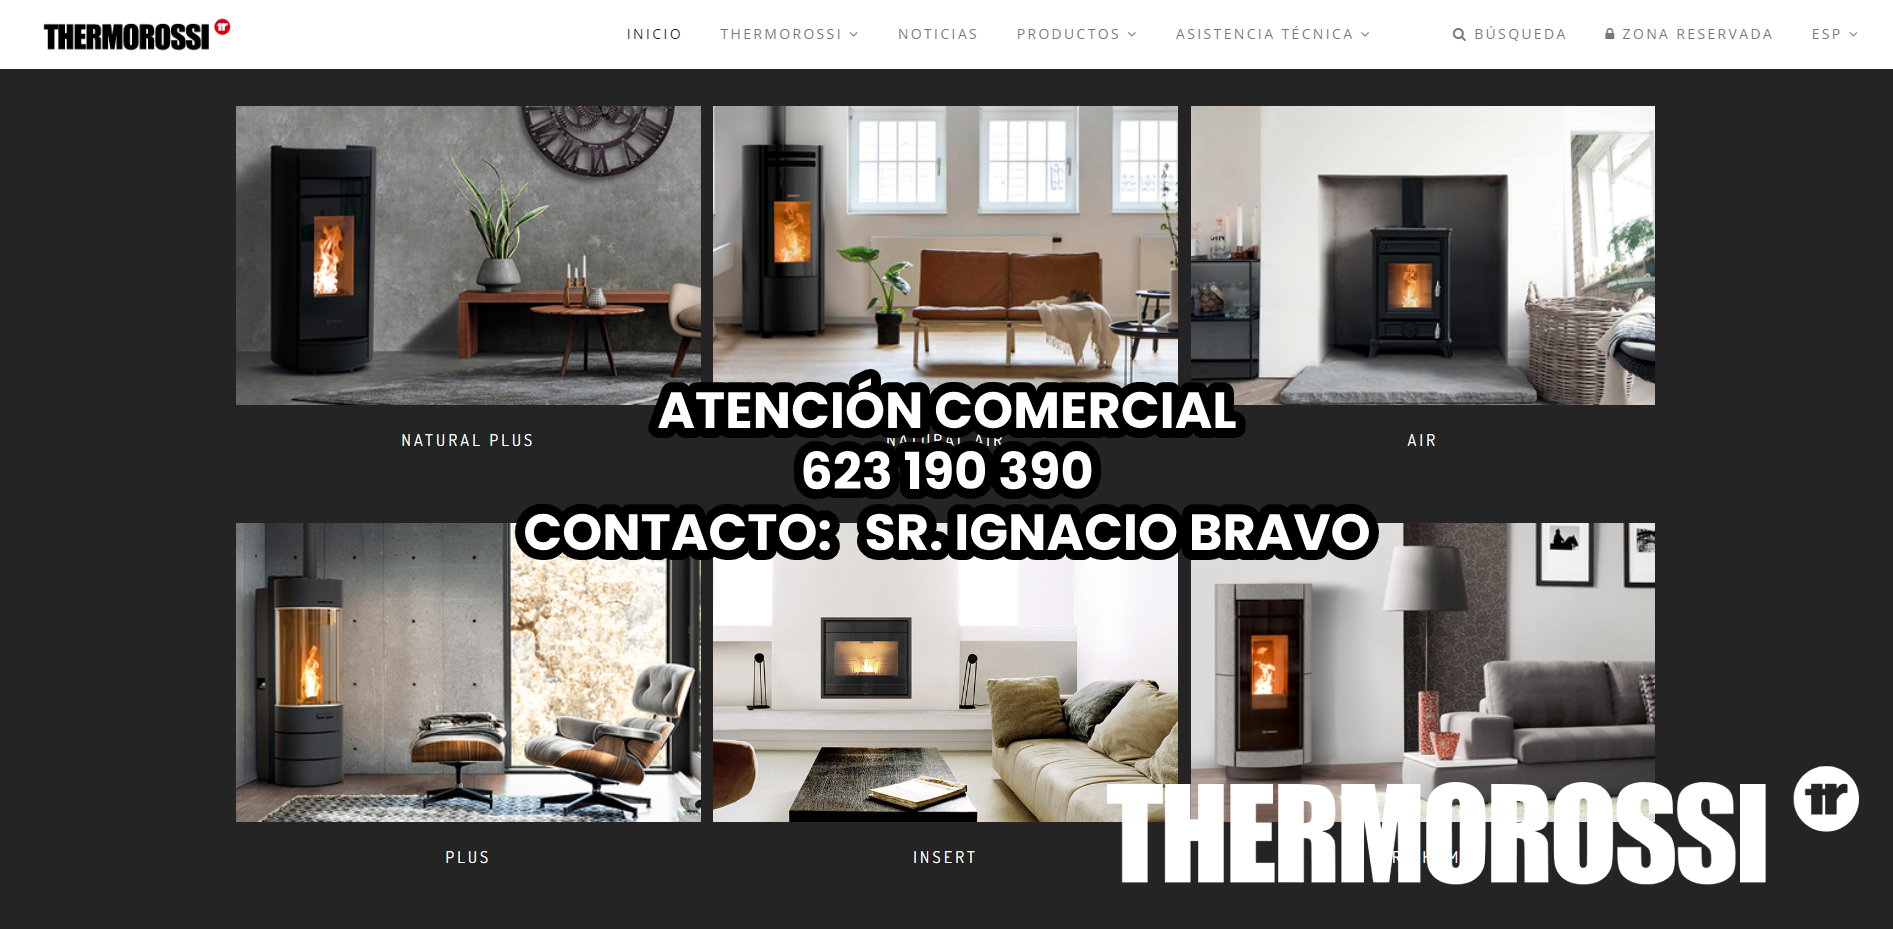 THERMOROSSI tr
INICIO THERMOROSSI NOTICIAS PRODUCTOS ASISTENCIA TÉCNICA BÚSQUEDA ZONA RESERVADA ESP
ATENCIÓN COMERCIAL
NATURAL PLUS NATURAL AIR AIR
623 190 390
CONTACTO: SR. IGNACIO BRAVO
THERMOROSSI tr
PLUS INSERT